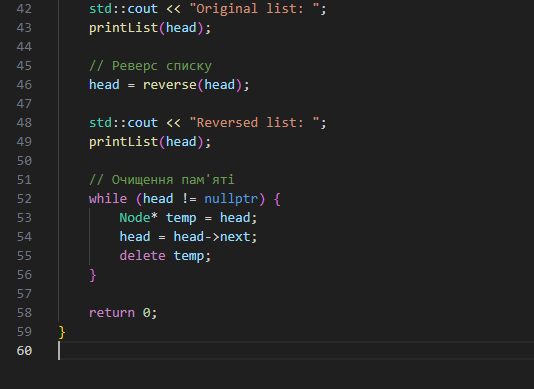 42 std::cout << "Original list: ";
43 printList(head);
44
45 // Реверс списку
46 head = reverse(head);
47
48 std::cout << "Reversed list: ";
49 printList(head);
50
51 // Очищення пам'яті
52 while (head != nullptr) {
53 Node* temp = head;
54 head = head->next;
55 delete temp;
56 }
57
58 return 0;
59 }
60